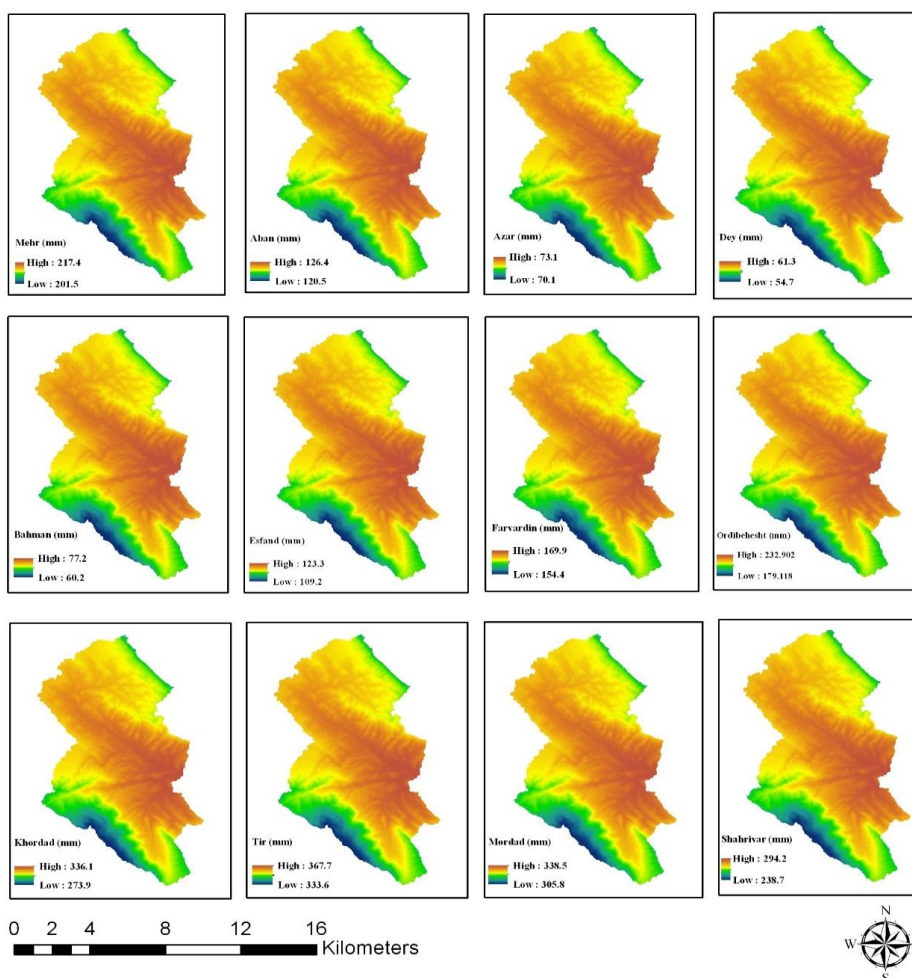 Mehr (mm)
High : 217.4
Low : 201.5
Aban (mm)
High : 126.4
Low : 120.5
Azar (mm)
High : 73.1
Low : 70.1
Dey (mm)
High : 61.3
Low : 54.7
Bahman (mm)
High : 77.2
Low : 60.2
Esfand (mm)
High : 123.3
Low : 109.2
Farvardin (mm)
High : 169.9
Low : 154.4
Ordibehesht (mm)
High : 232.902
Low : 179.118
Khordad (mm)
High : 336.1
Low : 273.9
Tir (mm)
High : 367.7
Low : 333.6
Mordad (mm)
High : 338.5
Low : 305.8
Shahrivar (mm)
High : 294.2
Low : 238.7
0 2 4 8 12 16
Kilometers
N
W
S